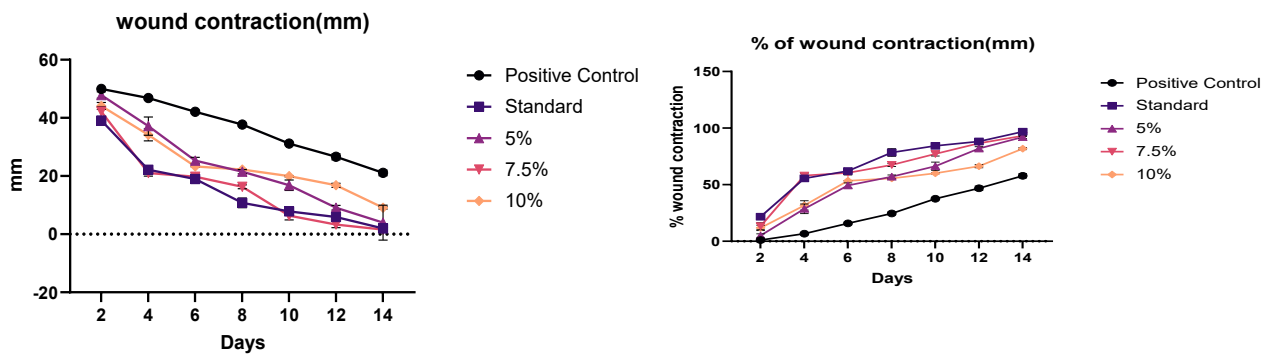 wound contraction(mm)
60
40
20
0
-20
mm
2 4 6 8 10 12 14
Days
Positive Control
Standard
5%
7.5%
10%
% of wound contraction(mm)
150
100
50
0
% wound contraction
2 4 6 8 10 12 14
Days
Positive Control
Standard
5%
7.5%
10%